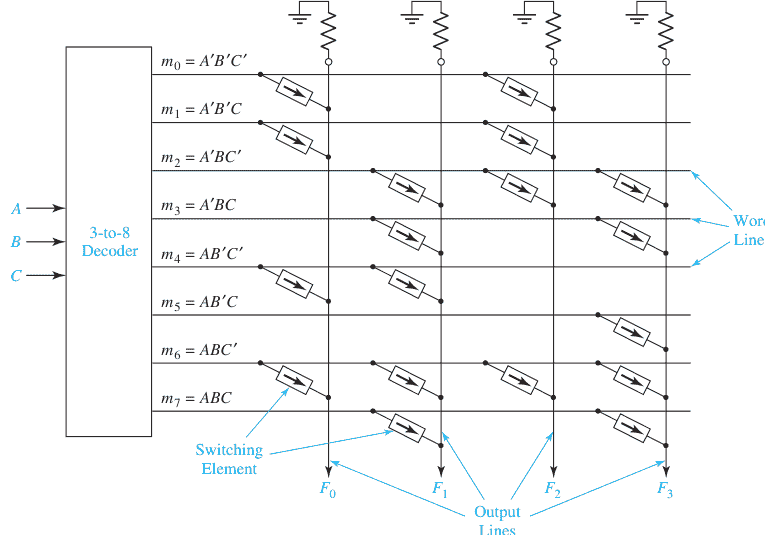 m₀ = A′B′C′
m₁ = A′B′C
m₂ = A′BC′
m₃ = A′BC
m₄ = AB′C′
m₅ = AB′C
m₆ = ABC′
m₇ = ABC
A
B
C
3-to-8
Decoder
Line
Switching
Element
F₀
F₁
F₂
F₃
Output
Lines